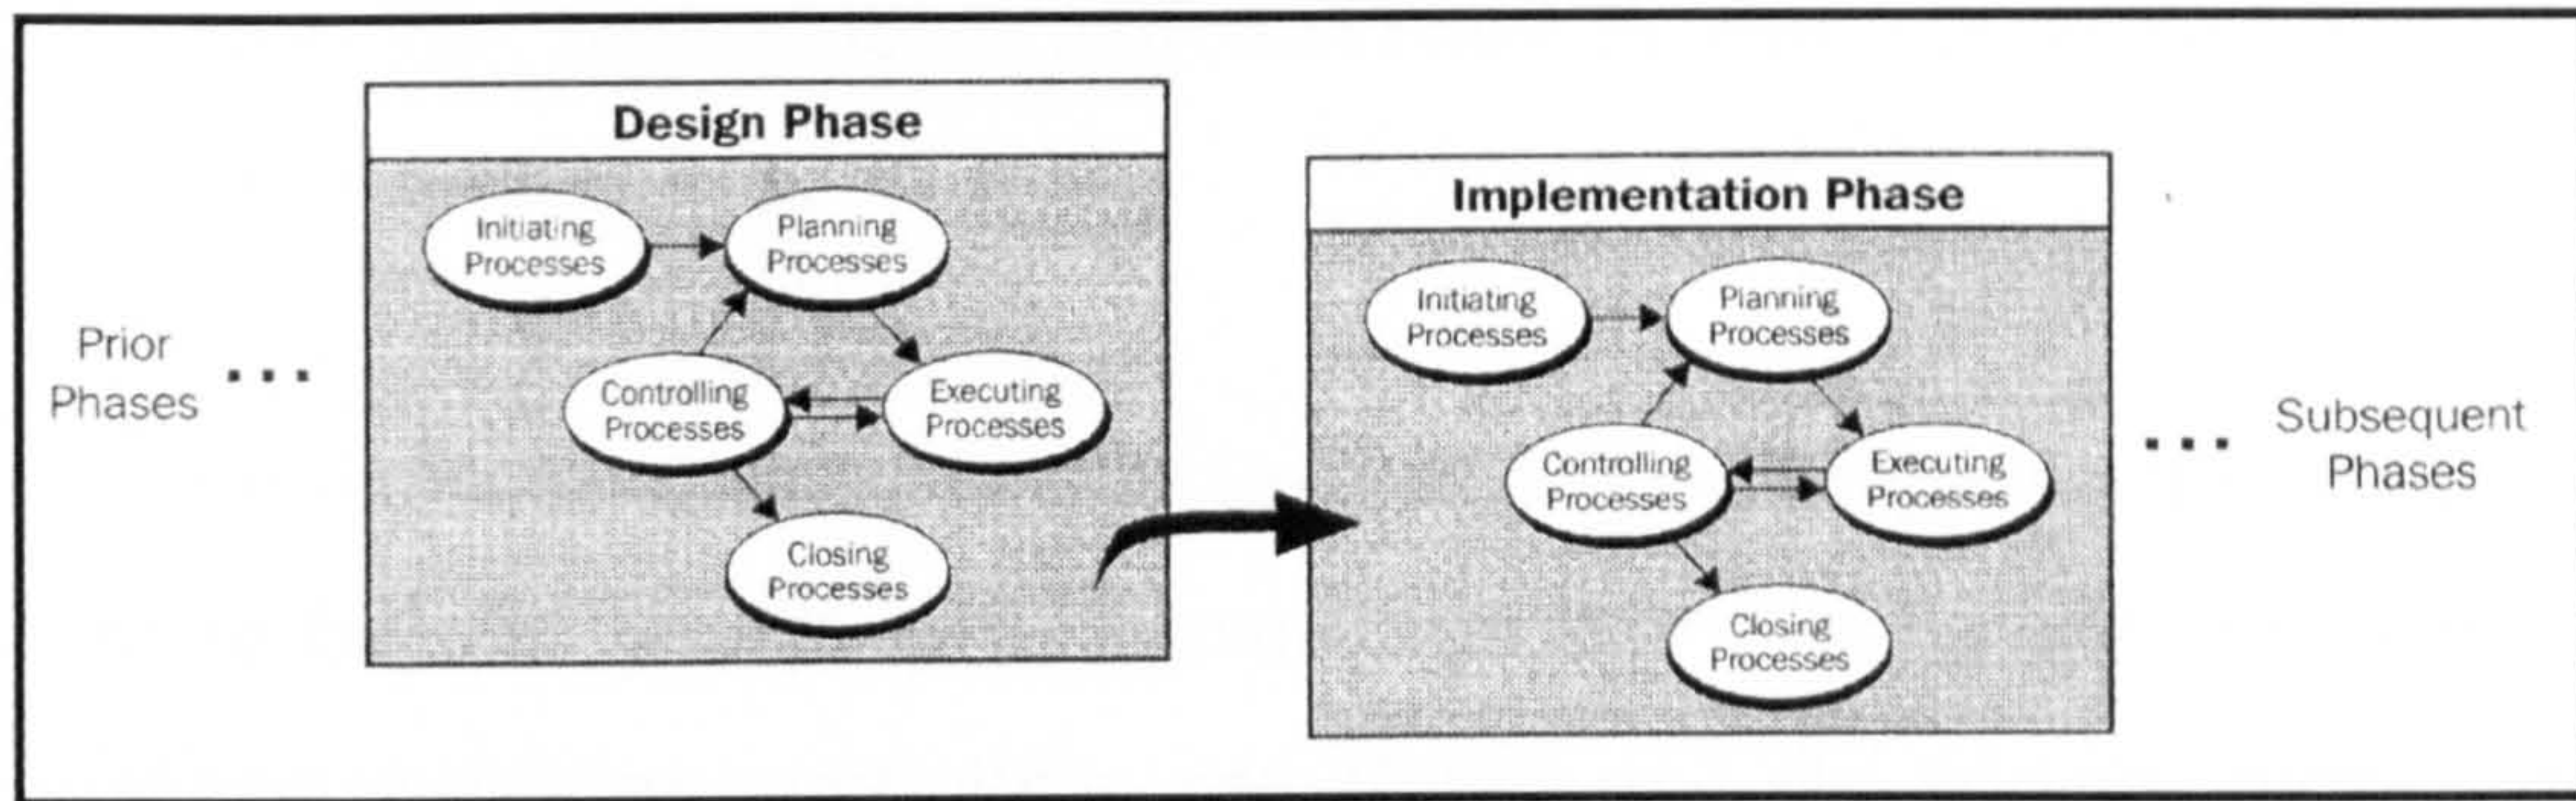 Prior
Phases
...
Design Phase
Initiating
Processes
Planning
Processes
Controlling
Processes
Executing
Processes
Closing
Processes
Implementation Phase
Initiating
Processes
Planning
Processes
Controlling
Processes
Executing
Processes
Closing
Processes
...
Subsequent
Phases